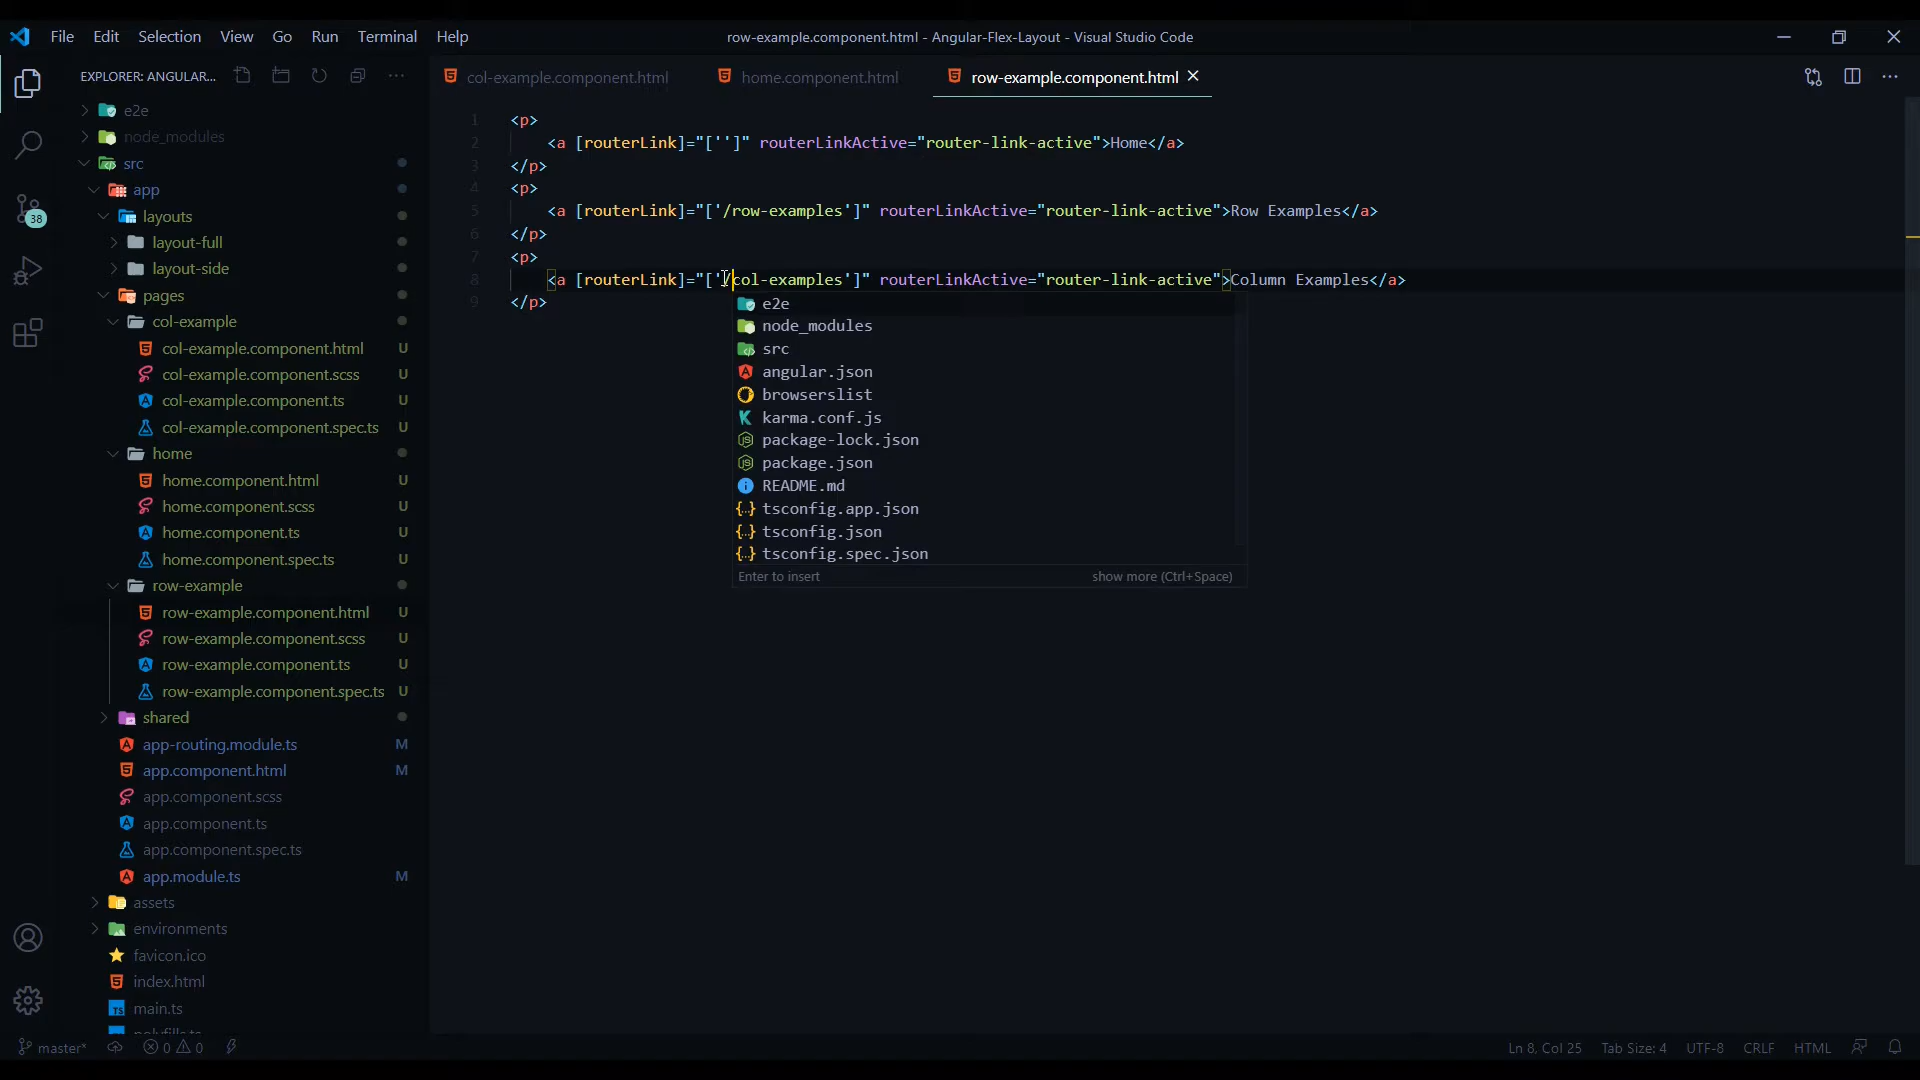 File Edit Selection View Go Run Terminal Help
row-example.component.html - Angular-Flex-Layout - Visual Studio Code
EXPLORER: ANGULAR...
col-example.component.html home.component.html row-example.component.html
e2e
node_modules
src
app
layouts
layout-full
layout-side
pages
col-example
col-example.component.html U
col-example.component.scss U
col-example.component.ts U
col-example.component.spec.ts U
home
home.component.html U
home.component.scss U
home.component.ts U
home.component.spec.ts U
row-example
row-example.component.html U
row-example.component.scss U
row-example.component.ts U
row-example.component.spec.ts U
shared
app-routing.module.ts M
app.component.html M
app.component.scss
app.component.ts
app.component.spec.ts
app.module.ts M
assets
environments
favicon.ico
index.html
main.ts
polyfills.ts
38
1 <p>
2 <a [routerLink]="['']" routerLinkActive="router-link-active">Home</a>
3 </p>
4 <p>
5 <a [routerLink]="['/row-examples']" routerLinkActive="router-link-active">Row Examples</a>
6 </p>
7 <p>
8 <a [routerLink]="['/col-examples']" routerLinkActive="router-link-active">Column Examples</a>
9 </p>
e2e
node_modules
src
angular.json
browserslist
karma.conf.js
package-lock.json
package.json
README.md
tsconfig.app.json
tsconfig.json
tsconfig.spec.json
Enter to insert show more (Ctrl+Space)
master* 0 0
Ln 8, Col 25 Tab Size: 4 UTF-8 CRLF HTML